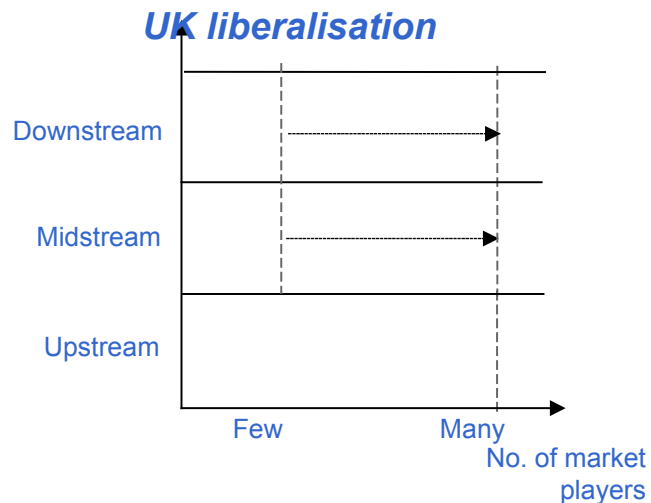 UK liberalisation
Downstream
Midstream
Upstream
Few
Many
No. of market
players